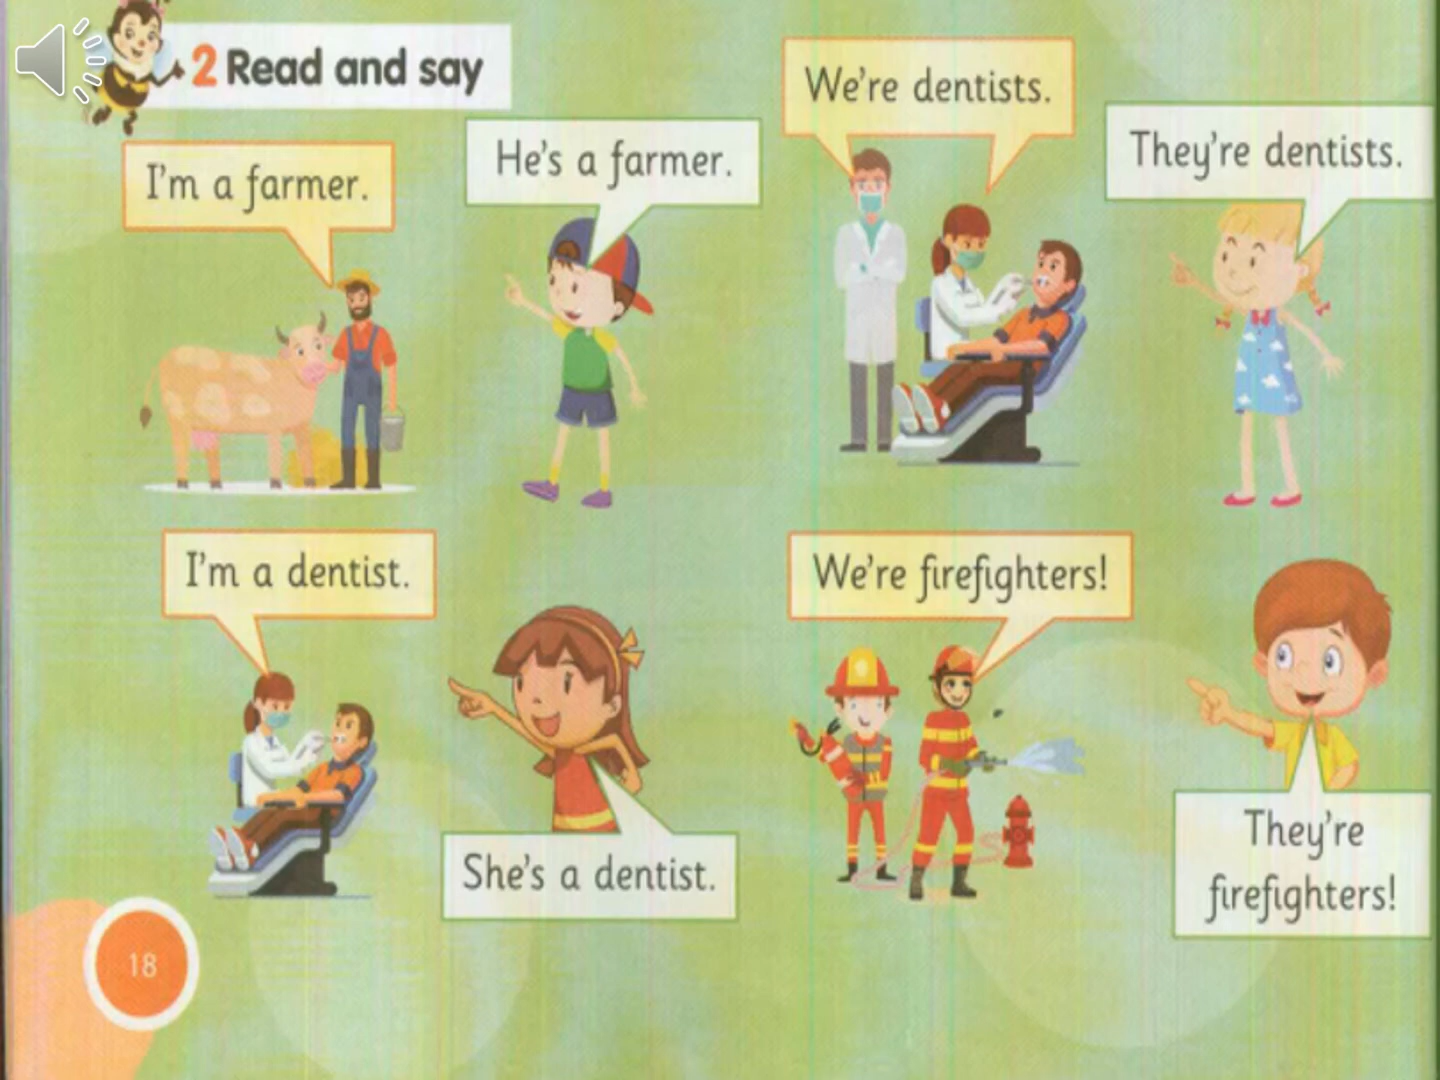 2 Read and say
I'm a farmer.
He's a farmer.
We're dentists.
They're dentists.
I'm a dentist.
She's a dentist.
We're firefighters!
They're
firefighters!
18